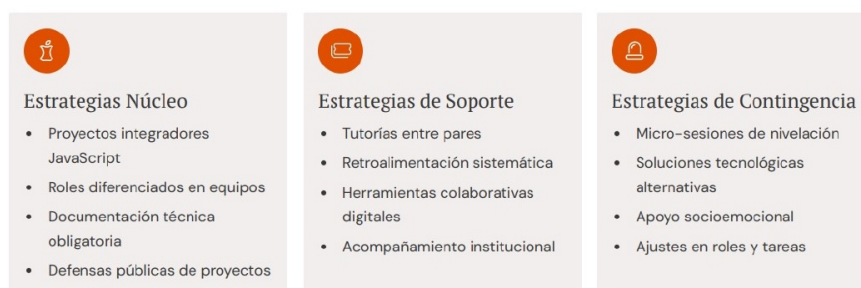 Estrategias Núcleo
• Proyectos integradores
JavaScript
• Roles diferenciados en equipos
• Documentación técnica
obligatoria
• Defensas públicas de proyectos
Estrategias de Soporte
• Tutorías entre pares
• Retroalimentación sistemática
• Herramientas colaborativas
digitales
• Acompañamiento institucional
Estrategias de Contingencia
• Micro-sesiones de nivelación
• Soluciones tecnológicas
alternativas
• Apoyo socioemocional
• Ajustes en roles y tareas